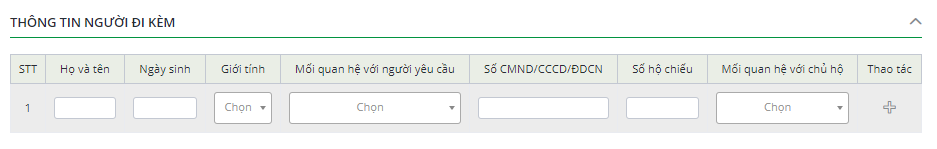 THÔNG TIN NGƯỜI ĐI KÈM
STT Họ và tên Ngày sinh Giới tính Mối quan hệ với người yêu cầu Số CMND/CCCD/ĐDCN Số hộ chiếu Mối quan hệ với chủ hộ Thao tác
1 Chọn Chọn Chọn